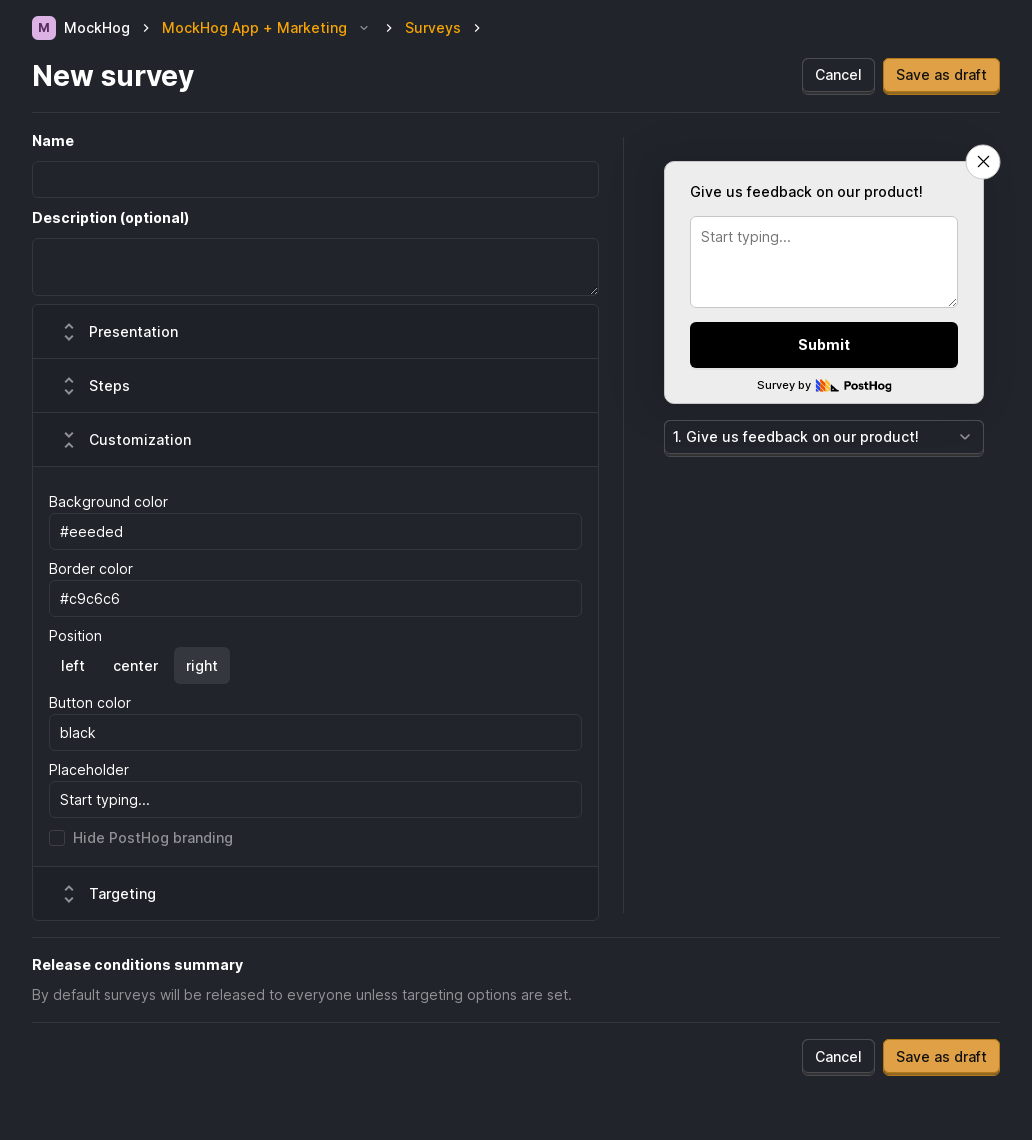 M MockHog MockHog App + Marketing Surveys
New survey
Cancel Save as draft
Name
Description (optional)
Presentation
Steps
Customization
Background color
#eeeded
Border color
#c9c6c6
Position
left center right
Button color
black
Placeholder
Start typing...
Hide PostHog branding
Targeting
Give us feedback on our product!
Start typing...
Submit
Survey by PostHog
1. Give us feedback on our product!
Release conditions summary
By default surveys will be released to everyone unless targeting options are set.
Cancel Save as draft